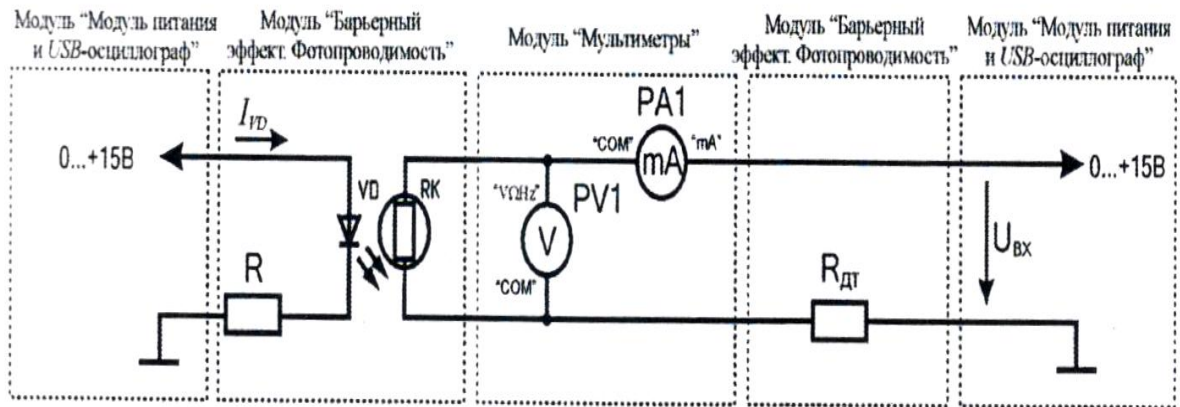 Модуль “Модуль питания
и USB-осциллограф”
Модуль “Барьерный
эффект. Фотопроводимость”
Модуль “Мультиметры”
Модуль “Барьерный
эффект. Фотопроводимость”
Модуль “Модуль питания
и USB-осциллограф”
I_VD
0...+15В
VD
RK
R
PA1
“COM”
mA
“mA”
“VΩHz”
PV1
V
“COM”
R_ДТ
U_ВХ
0...+15В